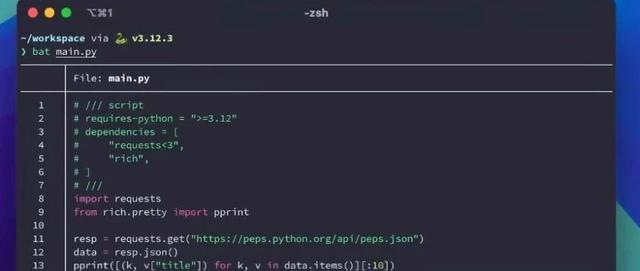 ⌥⌘1
-zsh
~/workspace via 🐍 v3.12.3
❯ bat main.py
File: main.py
1 # /// script
2 # requires-python = ">=3.12"
3 # dependencies = [
4 #     "requests<3",
5 #     "rich",
6 # ]
7 # ///
8 import requests
9 from rich.pretty import pprint
10
11 resp = requests.get("https://peps.python.org/api/peps.json")
12 data = resp.json()
13 pprint([(k, v["title"]) for k, v in data.items()][:10])